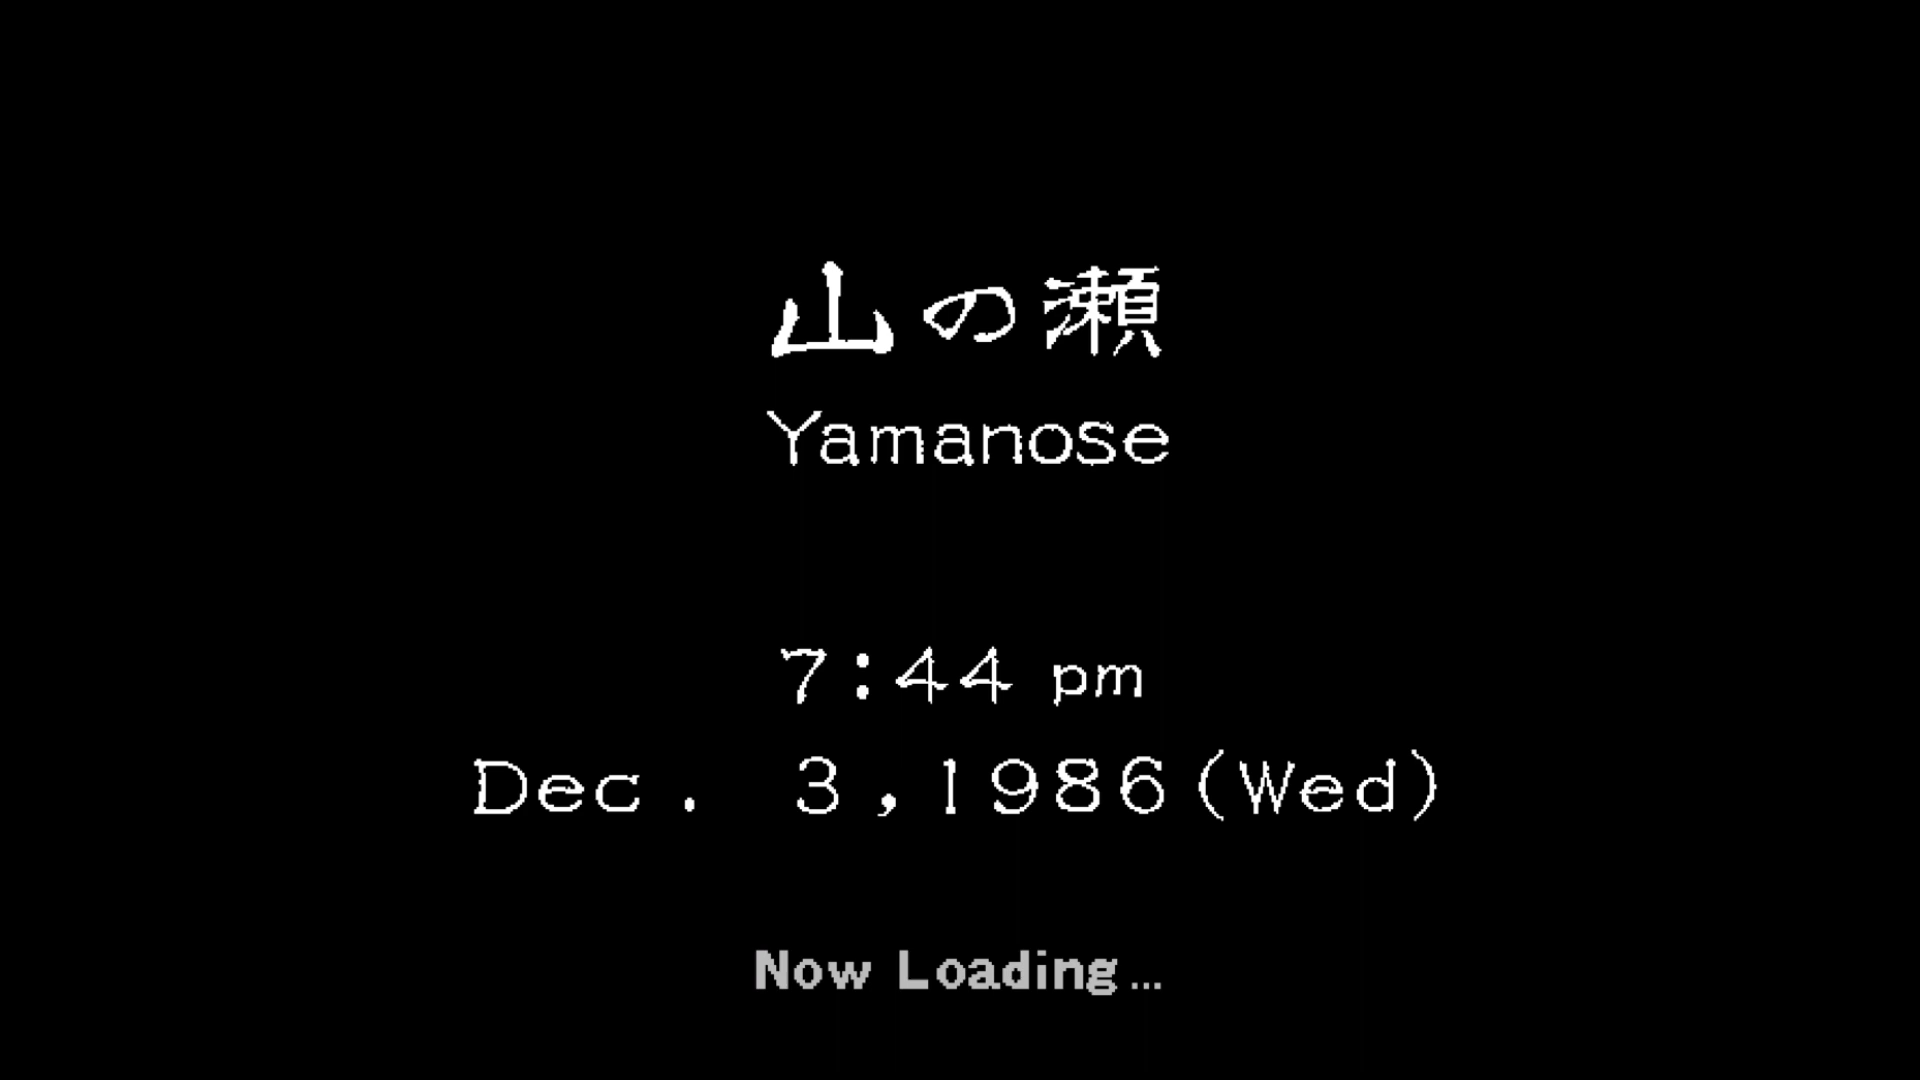 山の瀬
Yamanose
7:44 pm
Dec. 3,1986(Wed)
Now Loading...